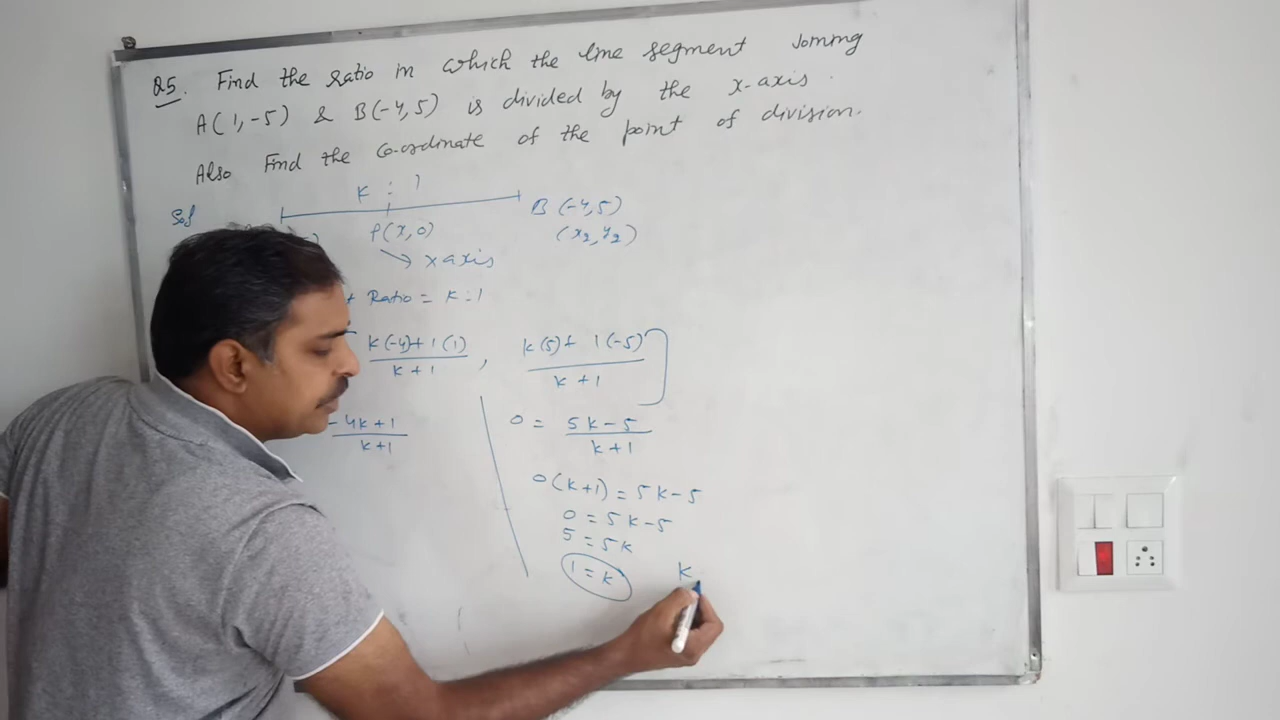 Q5. Find the ratio in which the line segment Joining
A(1,-5) & B(-4,5) is divided by the x-axis.
Also Find the co-ordinate of the point of division.
Sol
K : 1
B(-4,5)
P(x,0)
(x₂,y₂)
→ x axis
Ratio = K:1
K(-4)+1(1) / K+1 , K(5)+1(-5) / K+1
-4K+1 / K+1
0 = 5K-5 / K+1
0(K+1) = 5K-5
0 = 5K-5
5 = 5K
1 = K
K